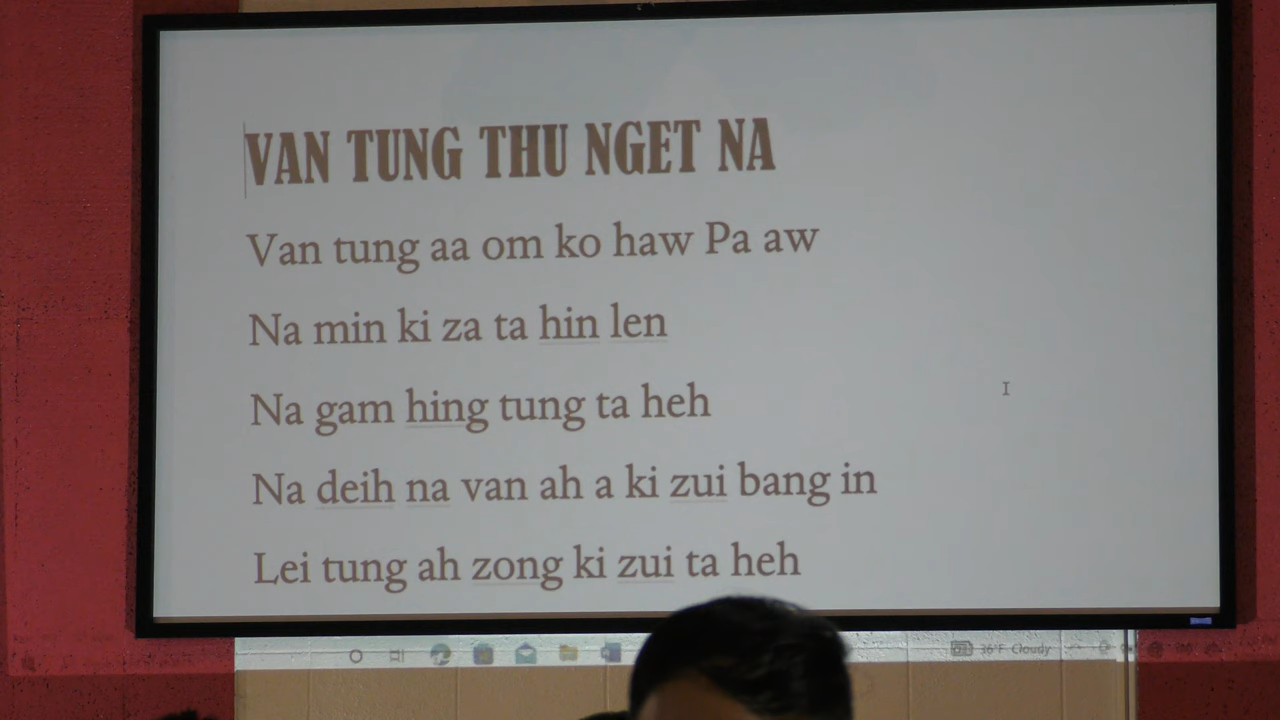 VAN TUNG THU NGET NA
Van tung aa om ko haw Pa aw
Na min ki za ta hin len
Na gam hing tung ta heh
Na deih na van ah a ki zui bang in
Lei tung ah zong ki zui ta heh
36°F Cloudy